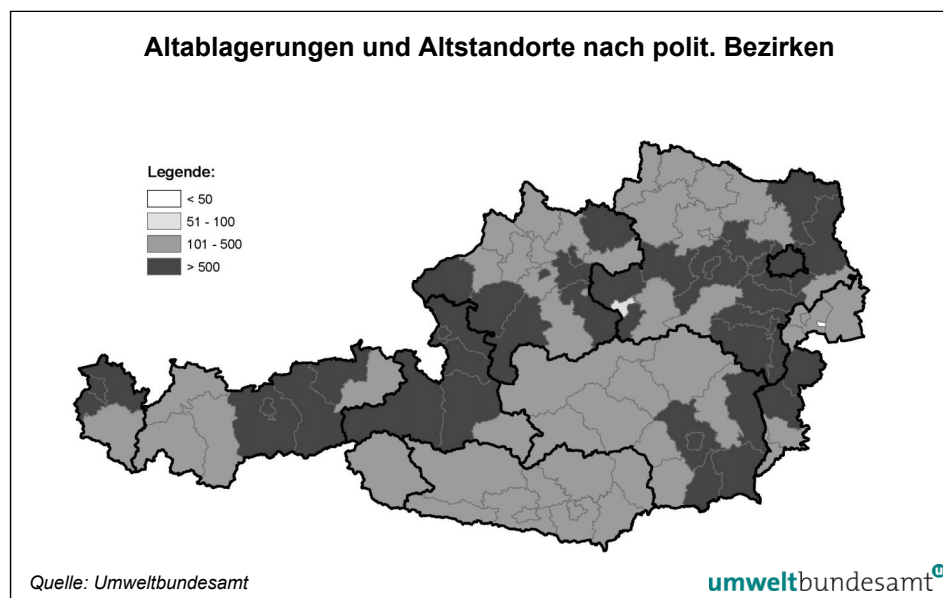 Altablagerungen und Altstandorte nach polit. Bezirken
Legende:
< 50
51 - 100
101 - 500
> 500
Quelle: Umweltbundesamt
umweltbundesamt
u